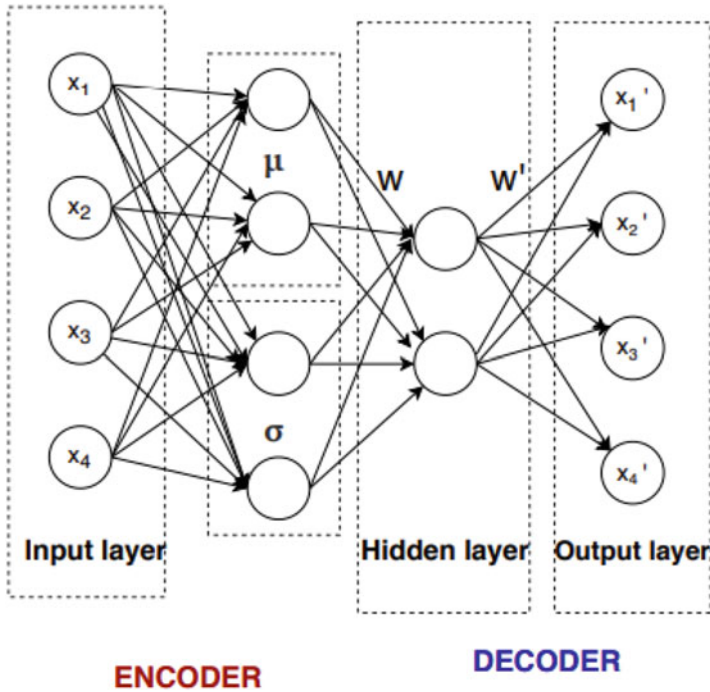 x1
x2
x3
x4
μ
σ
W
W'
x1'
x2'
x3'
x4'
Input layer
Hidden layer
Output layer
ENCODER
DECODER